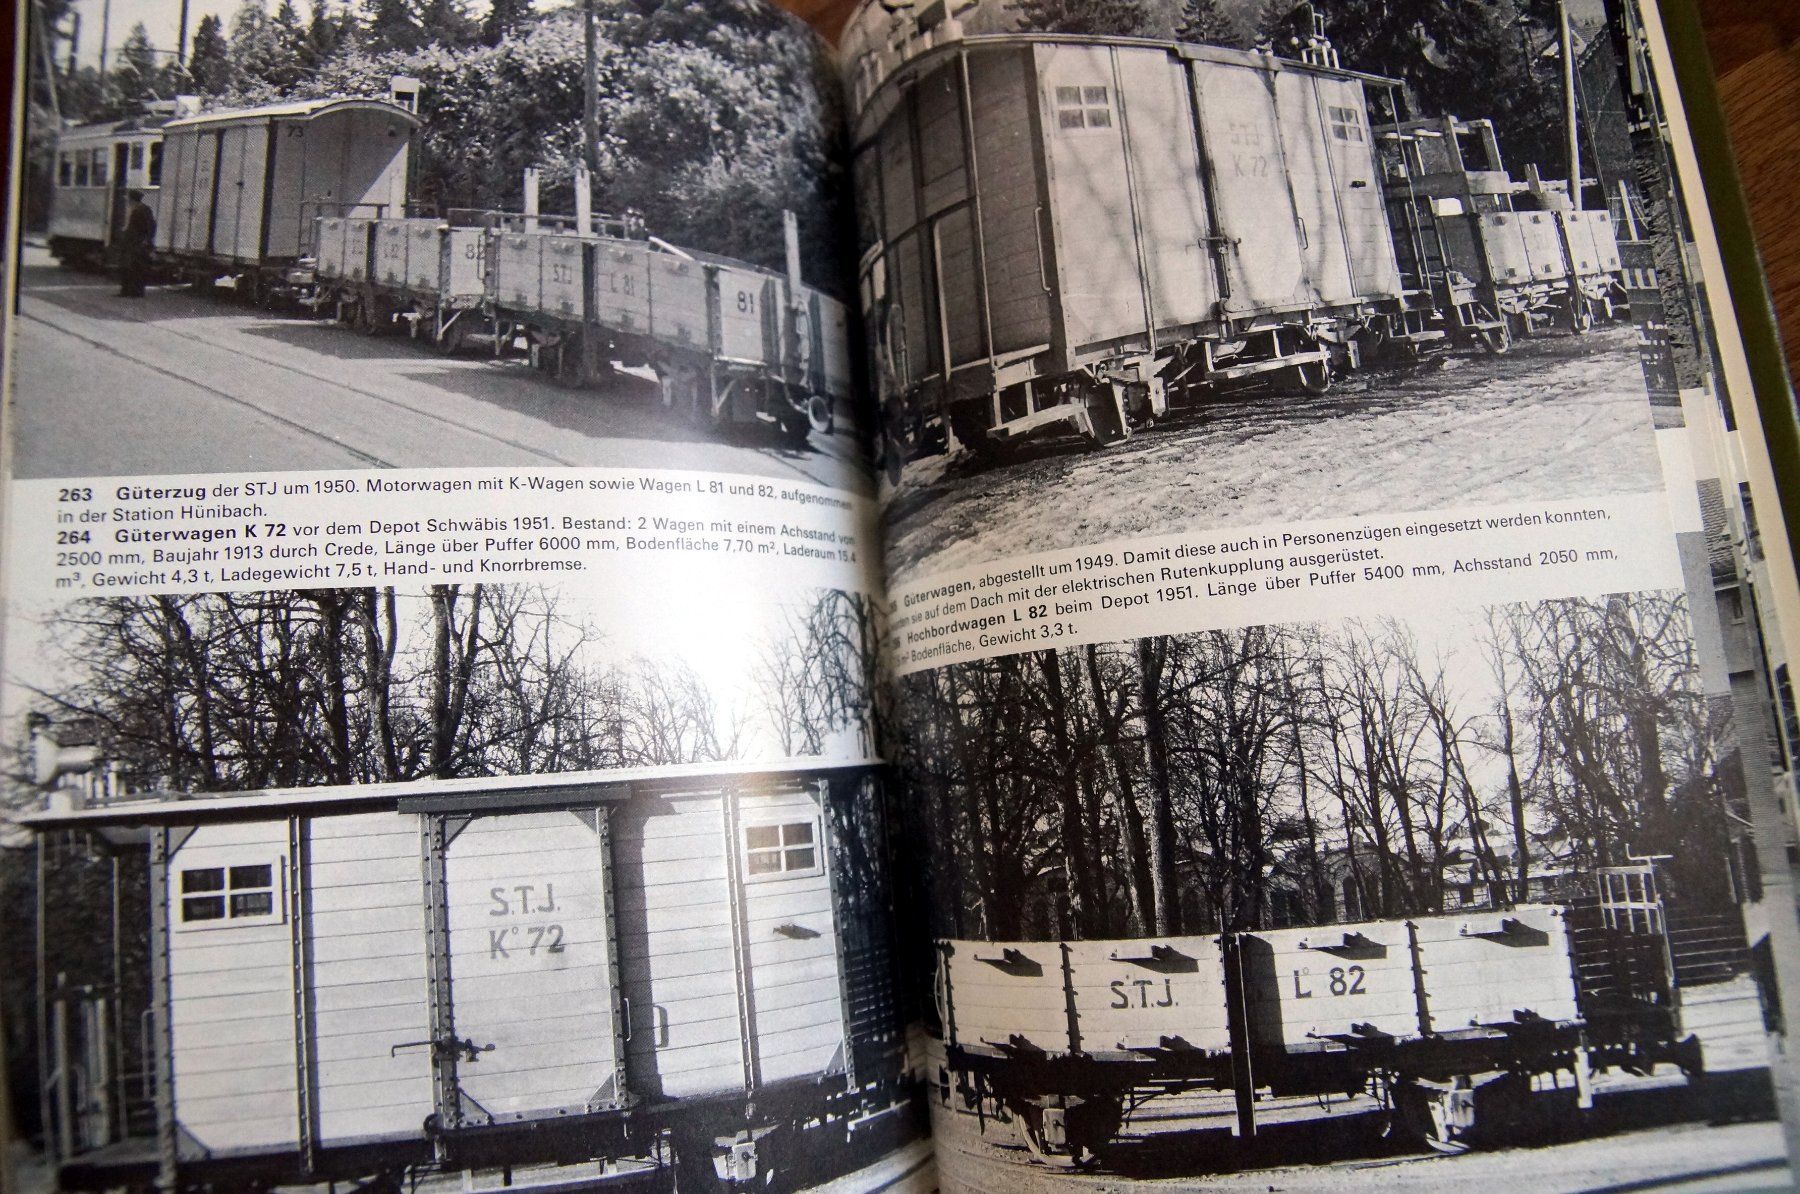 73
82
L 82
82
STJ
L 81
81
263 Güterzug der STJ um 1950. Motorwagen mit K-Wagen sowie Wagen L 81 und 82, aufgenommen
in der Station Hünibach.
264 Güterwagen K 72 vor dem Depot Schwäbis 1951. Bestand: 2 Wagen mit einem Achsstand von
2500 mm, Baujahr 1913 durch Crede, Länge über Puffer 6000 mm, Bodenfläche 7,70 m², Laderaum 15.4
m³, Gewicht 4,3 t, Ladegewicht 7,5 t, Hand- und Knorrbremse.
S.T.J.
K° 72
S.T.J.
K 72
Güterwagen, abgestellt um 1949. Damit diese auch in Personenzügen eingesetzt werden konnten,
sie auf dem Dach mit der elektrischen Rutenkupplung ausgerüstet.
Hochbordwagen L 82 beim Depot 1951. Länge über Puffer 5400 mm, Achsstand 2050 mm,
m² Bodenfläche, Gewicht 3,3 t.
S.T.J.
L° 82